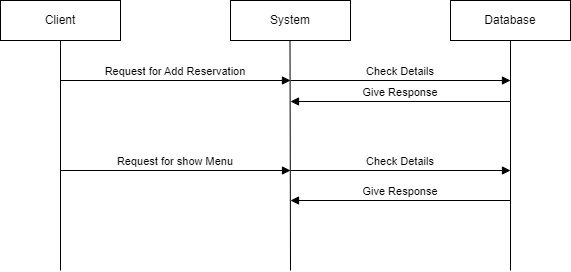 Client
System
Database
Request for Add Reservation
Check Details
Give Response
Request for show Menu
Check Details
Give Response